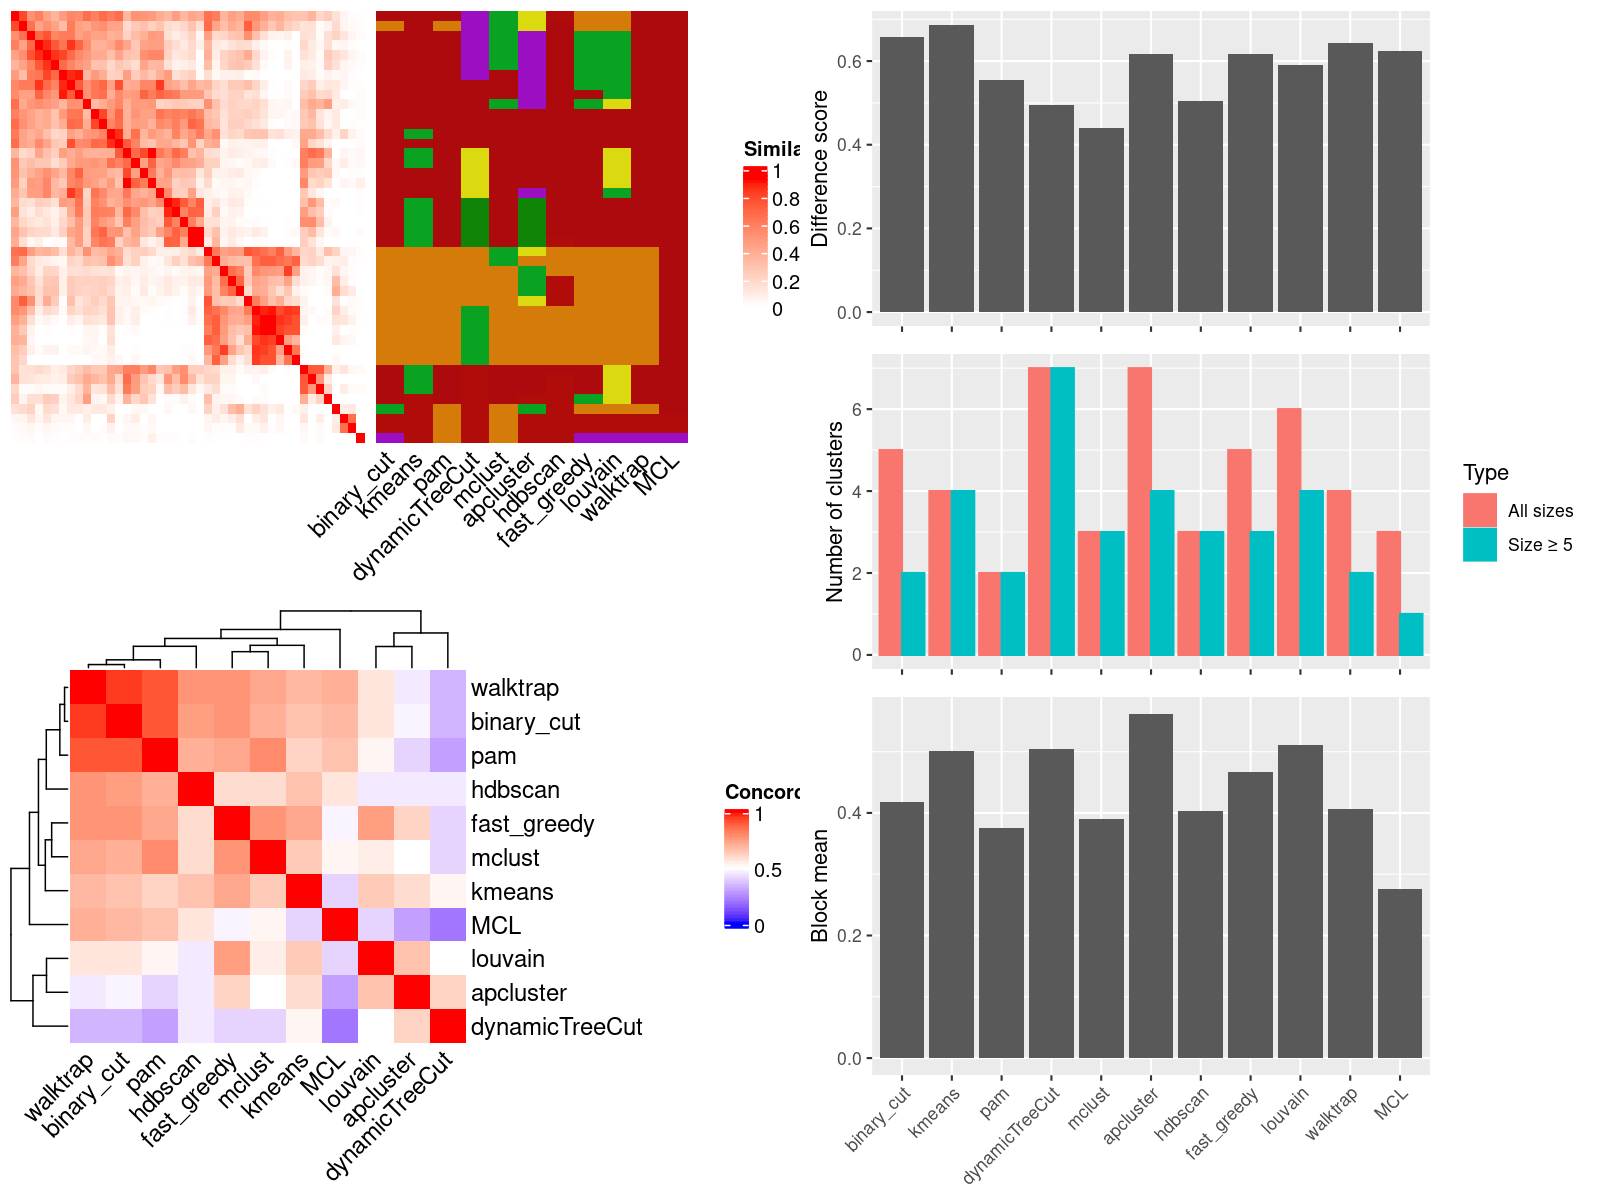 Simila
1
0.8
0.6
0.4
0.2
0
binary_cut
kmeans
pam
dynamicTreeCut
mclust
apcluster
hdbscan
fast_greedy
louvain
walktrap
MCL
Difference score
0.6
0.4
0.2
0.0
Number of clusters
6
4
2
0
Type
All sizes
Size ≥ 5
walktrap
binary_cut
pam
hdbscan
fast_greedy
mclust
kmeans
MCL
louvain
apcluster
dynamicTreeCut
walktrap
binary_cut
pam
hdbscan
fast_greedy
mclust
kmeans
MCL
louvain
apcluster
dynamicTreeCut
Concord
1
0.5
0
Block mean
0.4
0.2
0.0
binary_cut
kmeans
pam
dynamicTreeCut
mclust
apcluster
hdbscan
fast_greedy
louvain
walktrap
MCL